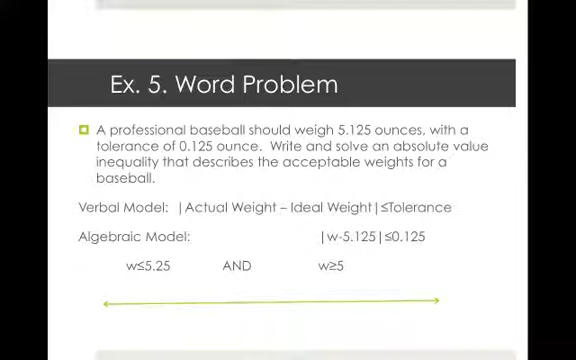 Ex. 5. Word Problem
A professional baseball should weigh 5.125 ounces, with a
tolerance of 0.125 ounce. Write and solve an absolute value
inequality that describes the acceptable weights for a
baseball.
Verbal Model: |Actual Weight – Ideal Weight|≤Tolerance
Algebraic Model: |w-5.125|≤0.125
w≤5.25 AND w≥5